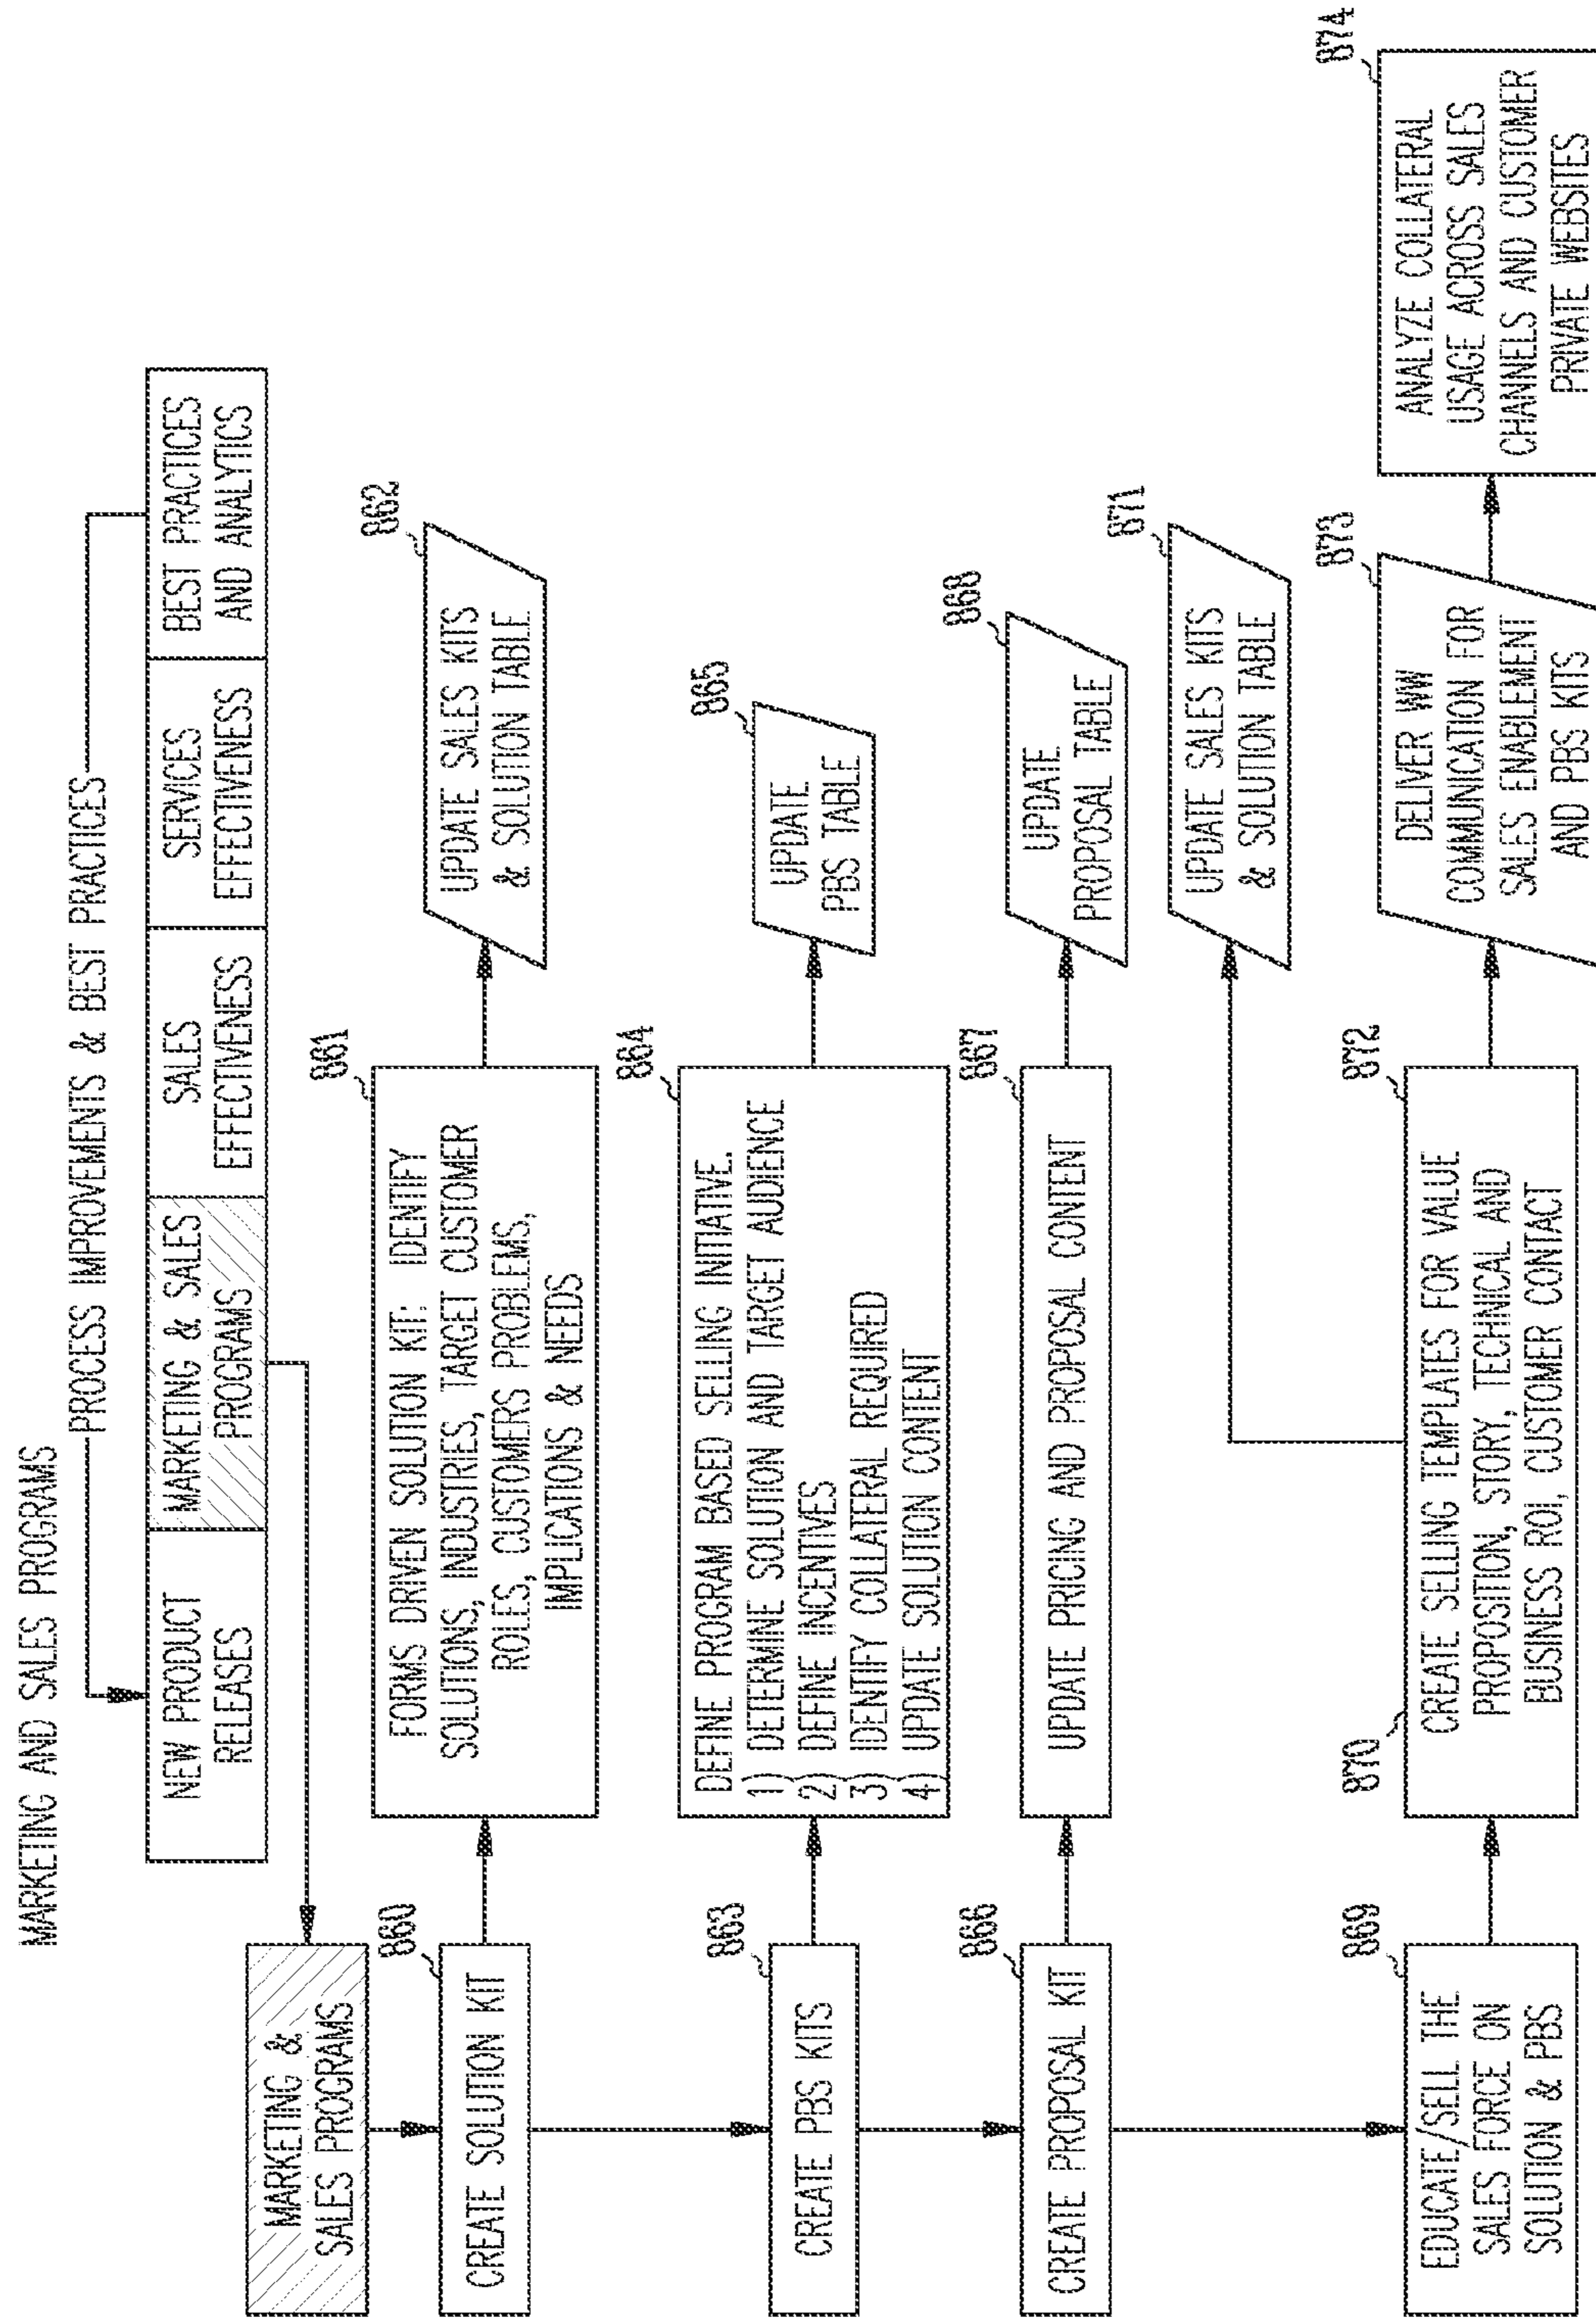 MARKETING AND SALES PROGRAMS
PROCESS IMPROVEMENTS & BEST PRACTICES
NEW PRODUCT
RELEASES
MARKETING & SALES
PROGRAMS
SALES
EFFECTIVENESS
SERVICES
EFFECTIVENESS
BEST PRACTICES
AND ANALYTICS
MARKETING &
SALES PROGRAMS
860
CREATE SOLUTION KIT
861
FORMS DRIVEN SOLUTION KIT: IDENTIFY
SOLUTIONS, INDUSTRIES, TARGET CUSTOMER
ROLES, CUSTOMERS PROBLEMS,
IMPLICATIONS & NEEDS
862
UPDATE SALES KITS
& SOLUTION TABLE
863
CREATE PBS KITS
864
DEFINE PROGRAM BASED SELLING INITIATIVE.
1) DETERMINE SOLUTION AND TARGET AUDIENCE
2) DEFINE INCENTIVES
3) IDENTIFY COLLATERAL REQUIRED
4) UPDATE SOLUTION CONTENT
865
UPDATE
PBS TABLE
866
CREATE PROPOSAL KIT
867
UPDATE PRICING AND PROPOSAL CONTENT
868
UPDATE
PROPOSAL TABLE
871
UPDATE SALES KITS
& SOLUTION TABLE
869
EDUCATE/SELL THE
SALES FORCE ON
SOLUTION & PBS
870
872
CREATE SELLING TEMPLATES FOR VALUE
PROPOSITION, STORY, TECHNICAL AND
BUSINESS ROI, CUSTOMER CONTACT
873
DELIVER WW
COMMUNICATION FOR
SALES ENABLEMENT
AND PBS KITS
874
ANALYZE COLLATERAL
USAGE ACROSS SALES
CHANNELS AND CUSTOMER
PRIVATE WEBSITES